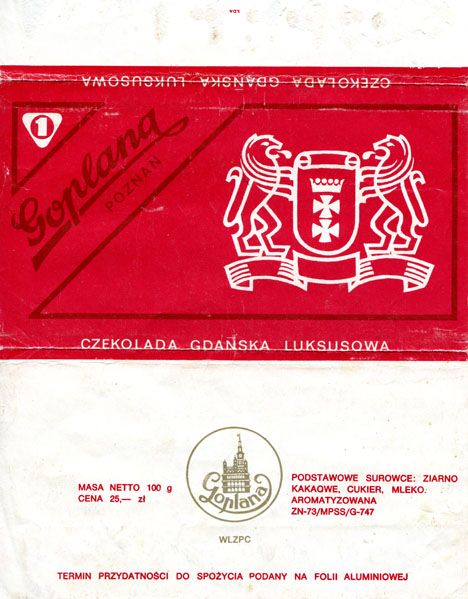 LDA
CZEKOLADA GDAŃSKA LUKSUSOWA
1
Goplana
POZNAŃ
CZEKOLADA GDAŃSKA LUKSUSOWA
MASA NETTO 100 g
CENA 25,— zł
Goplana
WLZPC
PODSTAWOWE SUROWCE: ZIARNO
KAKAOWE, CUKIER, MLEKO.
AROMATYZOWANA
ZN-73/MPSS/G-747
TERMIN PRZYDATNOŚCI DO SPOŻYCIA PODANY NA FOLII ALUMINIOWEJ